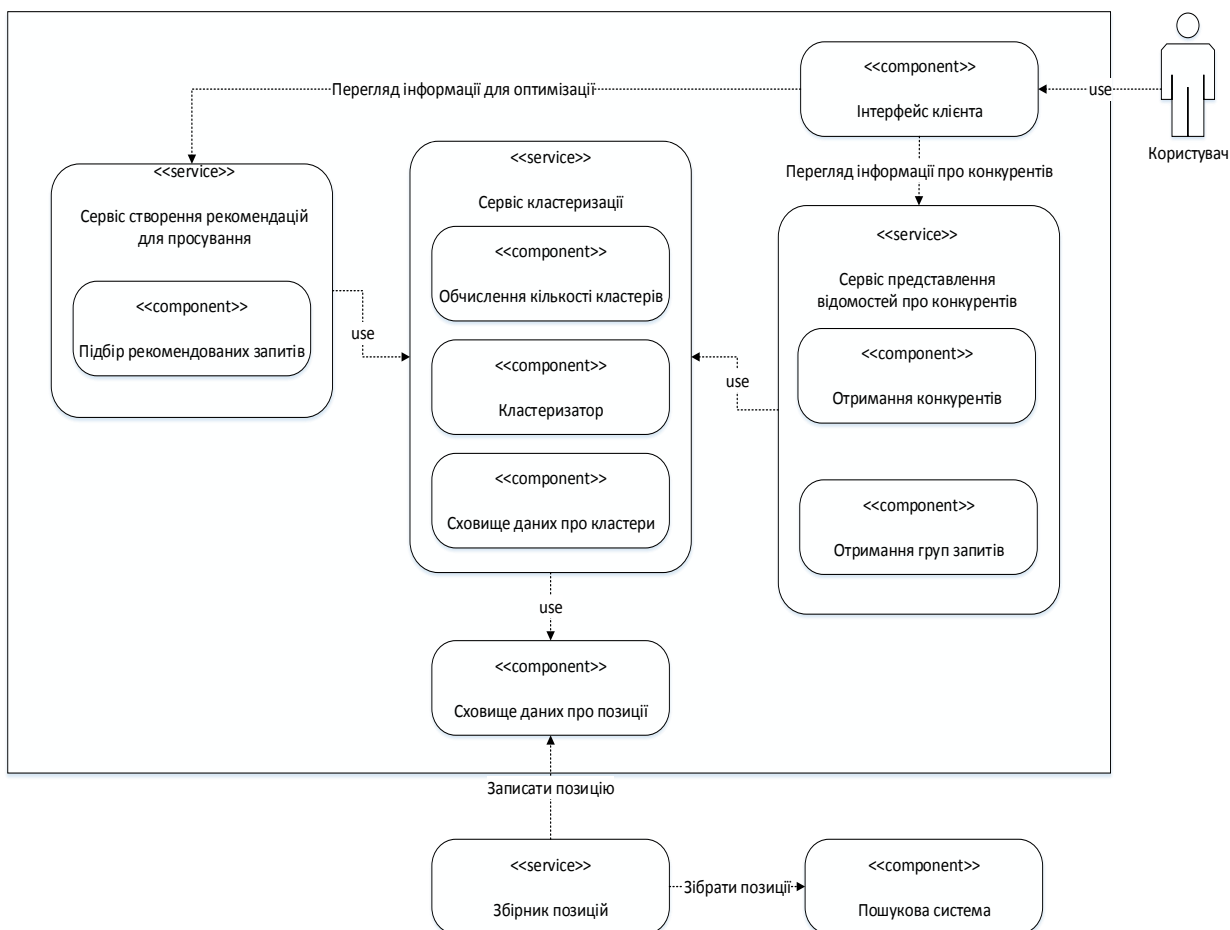 <<component>>
Інтерфейс клієнта
use
Користувач
Перегляд інформації для оптимізації
Перегляд інформації про конкурентів
<<service>>
Сервіс створення рекомендацій
для просування
<<component>>
Підбір рекомендованих запитів
use
<<service>>
Сервіс кластеризації
<<component>>
Обчислення кількості кластерів
<<component>>
Кластеризатор
<<component>>
Сховище даних про кластери
use
<<service>>
Сервіс представлення
відомостей про конкурентів
<<component>>
Отримання конкурентів
<<component>>
Отримання груп запитів
use
<<component>>
Сховище даних про позиції
Записати позицію
<<service>>
Збірник позицій
Зібрати позиції
<<component>>
Пошукова система